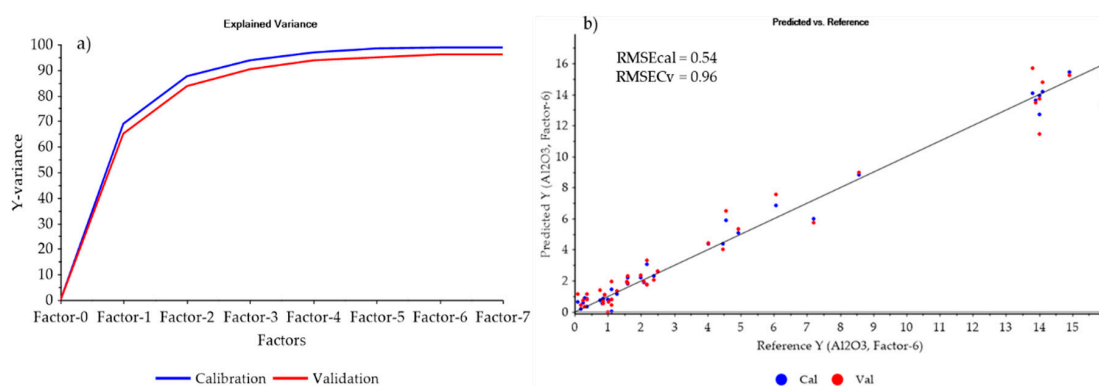 Explained Variance
a)
Y-variance
100
90
80
70
60
50
40
30
20
10
0
Factor-0 Factor-1 Factor-2 Factor-3 Factor-4 Factor-5 Factor-6 Factor-7
Factors
Calibration Validation
b)
Predicted vs. Reference
RMSEcal = 0.54
RMSECv = 0.96
Predicted Y (Al2O3, Factor-6)
16
14
12
10
8
6
4
2
0
0 1 2 3 4 5 6 7 8 9 10 11 12 13 14 15
Reference Y (Al2O3, Factor-6)
Cal Val